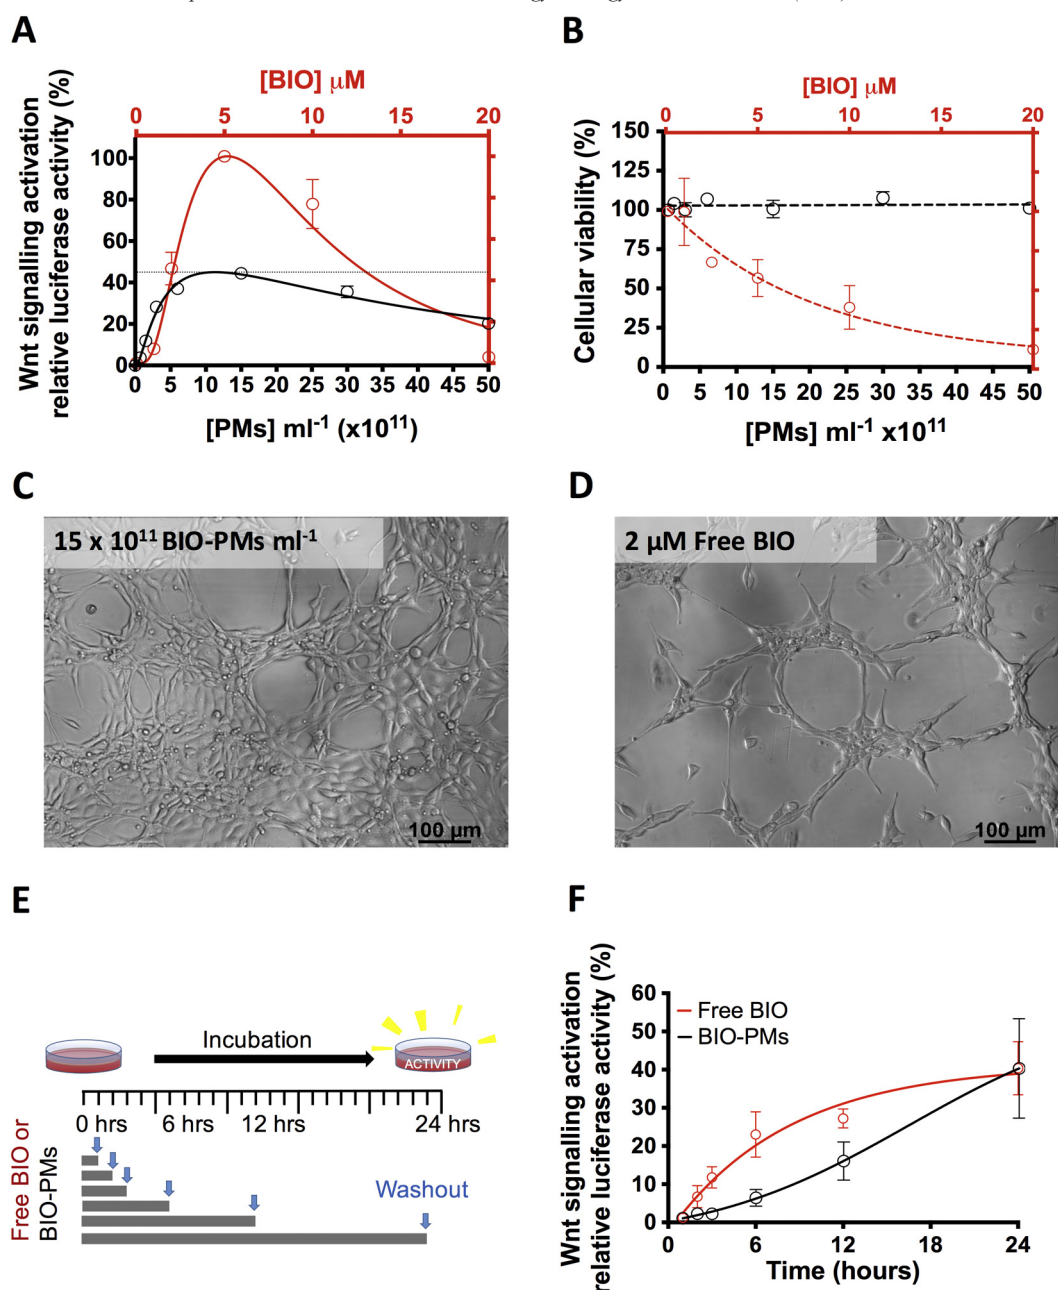 A
[BIO] μM
0 5 10 15 20
Wnt signalling activation
relative luciferase activity (%)
100
80
60
40
20
0
0 5 10 15 20 25 30 35 40 45 50
[PMs] ml-1 (x1011)
B
[BIO] μM
0 5 10 15 20
Cellular viability (%)
150
125
100
75
50
25
0
0 5 10 15 20 25 30 35 40 45 50
[PMs] ml-1 x1011
C
15 x 1011 BIO-PMs ml-1
100 μm
D
2 μM Free BIO
100 μm
E
Incubation
ACTIVITY
0 hrs 6 hrs 12 hrs 24 hrs
Free BIO or
BIO-PMs
Washout
F
Wnt signalling activation
relative luciferase activity (%)
60
50
40
30
20
10
0
Free BIO
BIO-PMs
0 6 12 18 24
Time (hours)